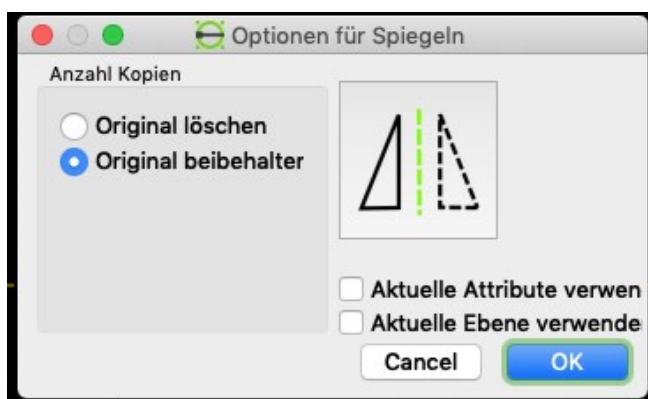 Optionen für Spiegeln
Anzahl Kopien
Original löschen
Original beibehalter
Aktuelle Attribute verwen
Aktuelle Ebene verwende
Cancel OK